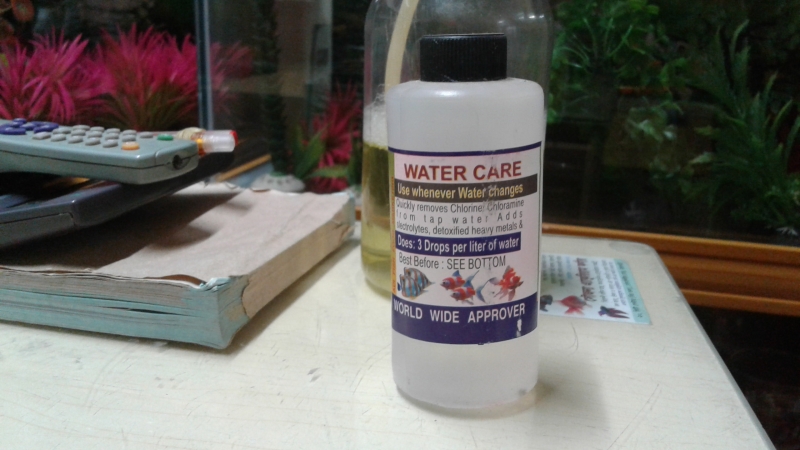 WATER CARE
Use whenever Water changes
Quickly removes Chlorine, Chloramine
from tap water Adds
electrolytes, detoxified heavy metals &
Does: 3 Drops per liter of water
Best Before : SEE BOTTOM
WORLD WIDE APPROVER